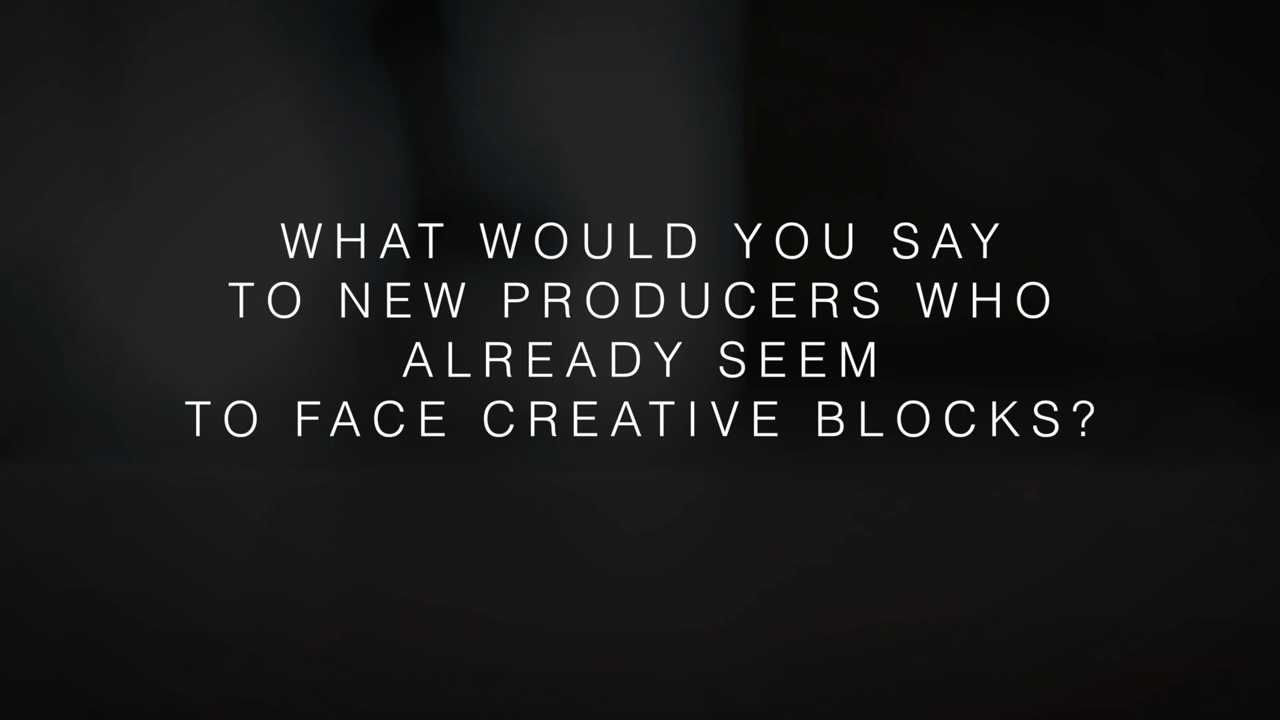 WHAT WOULD YOU SAY
TO NEW PRODUCERS WHO
ALREADY SEEM
TO FACE CREATIVE BLOCKS?